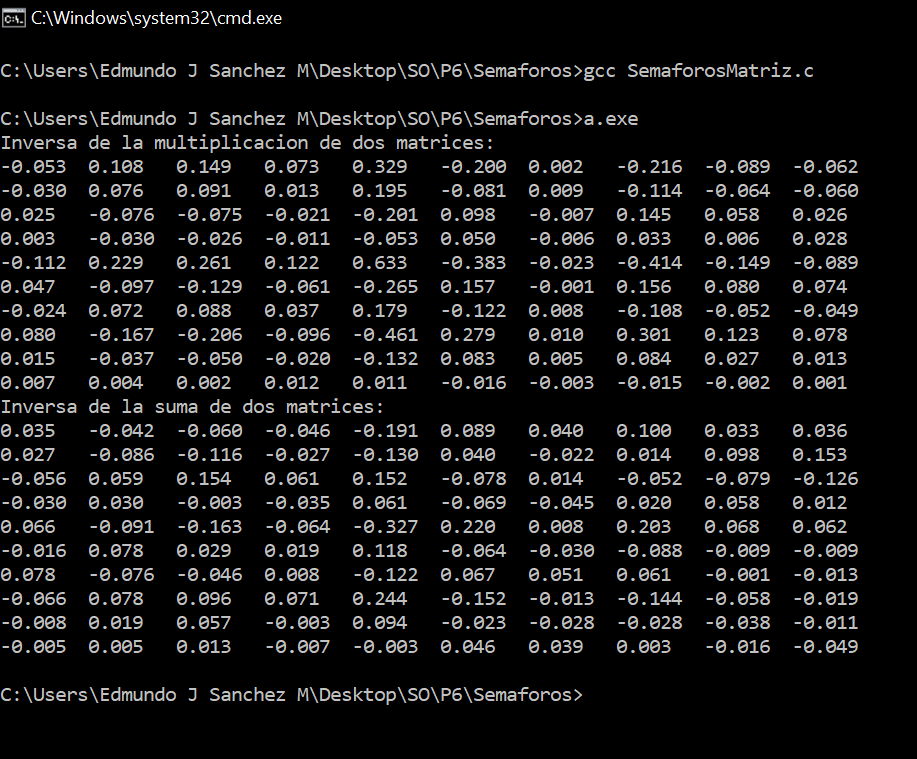 C:\Windows\system32\cmd.exe
C:\Users\Edmundo J Sanchez M\Desktop\SO\P6\Semaforos>gcc SemaforosMatriz.c
C:\Users\Edmundo J Sanchez M\Desktop\SO\P6\Semaforos>a.exe
Inversa de la multiplicacion de dos matrices:
-0.053 0.108 0.149 0.073 0.329 -0.200 0.002 -0.216 -0.089 -0.062
-0.030 0.076 0.091 0.013 0.195 -0.081 0.009 -0.114 -0.064 -0.060
0.025 -0.076 -0.075 -0.021 -0.201 0.098 -0.007 0.145 0.058 0.026
0.003 -0.030 -0.026 -0.011 -0.053 0.050 -0.006 0.033 0.006 0.028
-0.112 0.229 0.261 0.122 0.633 -0.383 -0.023 -0.414 -0.149 -0.089
0.047 -0.097 -0.129 -0.061 -0.265 0.157 -0.001 0.156 0.080 0.074
-0.024 0.072 0.088 0.037 0.179 -0.122 0.008 -0.108 -0.052 -0.049
0.080 -0.167 -0.206 -0.096 -0.461 0.279 0.010 0.301 0.123 0.078
0.015 -0.037 -0.050 -0.020 -0.132 0.083 0.005 0.084 0.027 0.013
0.007 0.004 0.002 0.012 0.011 -0.016 -0.003 -0.015 -0.002 0.001
Inversa de la suma de dos matrices:
0.035 -0.042 -0.060 -0.046 -0.191 0.089 0.040 0.100 0.033 0.036
0.027 -0.086 -0.116 -0.027 -0.130 0.040 -0.022 0.014 0.098 0.153
-0.056 0.059 0.154 0.061 0.152 -0.078 0.014 -0.052 -0.079 -0.126
-0.030 0.030 -0.003 -0.035 0.061 -0.069 -0.045 0.020 0.058 0.012
0.066 -0.091 -0.163 -0.064 -0.327 0.220 0.008 0.203 0.068 0.062
-0.016 0.078 0.029 0.019 0.118 -0.064 -0.030 -0.088 -0.009 -0.009
0.078 -0.076 -0.046 0.008 -0.122 0.067 0.051 0.061 -0.001 -0.013
-0.066 0.078 0.096 0.071 0.244 -0.152 -0.013 -0.144 -0.058 -0.019
-0.008 0.019 0.057 -0.003 0.094 -0.023 -0.028 -0.028 -0.038 -0.011
-0.005 0.005 0.013 -0.007 -0.003 0.046 0.039 0.003 -0.016 -0.049
C:\Users\Edmundo J Sanchez M\Desktop\SO\P6\Semaforos>